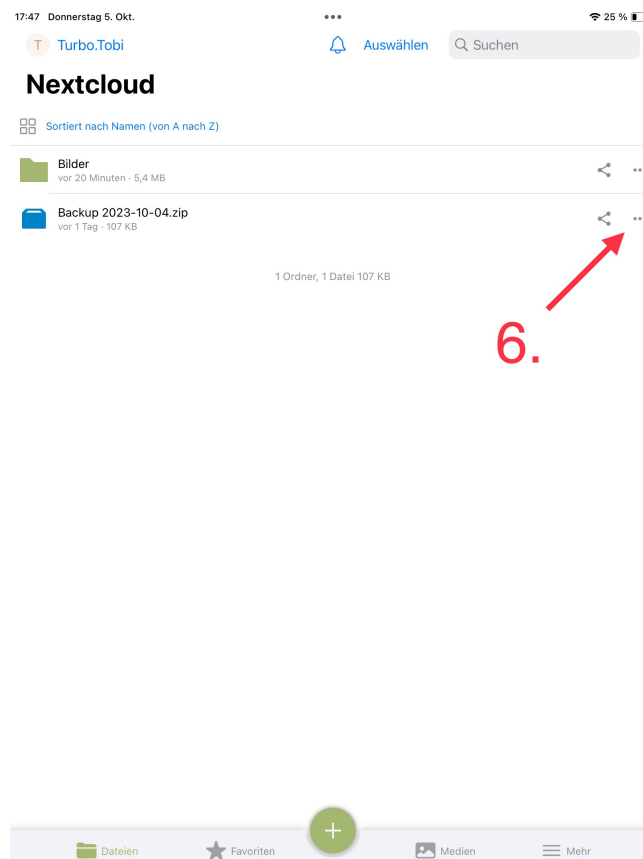 17:47 Donnerstag 5. Okt.
25 %
T Turbo.Tobi
Auswählen
Suchen
Nextcloud
Sortiert nach Namen (von A nach Z)
Bilder
vor 20 Minuten · 5,4 MB
Backup 2023-10-04.zip
vor 1 Tag · 107 KB
1 Ordner, 1 Datei 107 KB
6.
Dateien
Favoriten
Medien
Mehr